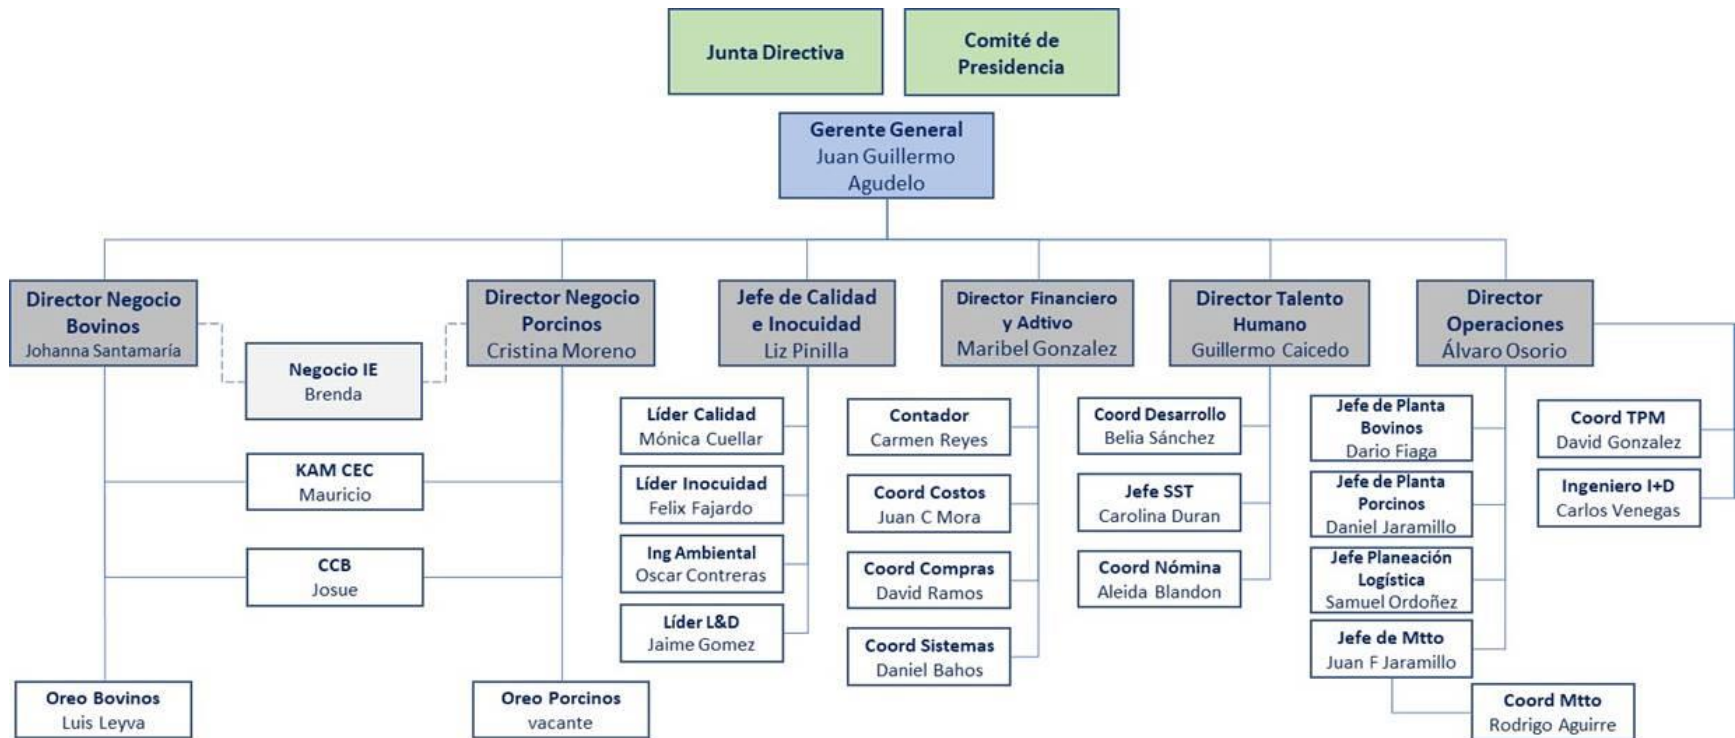 Junta Directiva
Comité de
Presidencia
Gerente General
Juan Guillermo
Agudelo
Director Negocio
Bovinos
Johanna Santamaría
Director Negocio
Porcinos
Cristina Moreno
Jefe de Calidad
e Inocuidad
Liz Pinilla
Director Financiero
y Adtivo
Maribel Gonzalez
Director Talento
Humano
Guillermo Caicedo
Director
Operaciones
Álvaro Osorio
Negocio IE
Brenda
KAM CEC
Mauricio
CCB
Josue
Oreo Bovinos
Luis Leyva
Oreo Porcinos
vacante
Líder Calidad
Mónica Cuellar
Líder Inocuidad
Felix Fajardo
Ing Ambiental
Oscar Contreras
Líder L&D
Jaime Gomez
Contador
Carmen Reyes
Coord Costos
Juan C Mora
Coord Compras
David Ramos
Coord Sistemas
Daniel Bahos
Coord Desarrollo
Belia Sánchez
Jefe SST
Carolina Duran
Coord Nómina
Aleida Blandon
Jefe de Planta
Bovinos
Dario Fiaga
Jefe de Planta
Porcinos
Daniel Jaramillo
Jefe Planeación
Logística
Samuel Ordoñez
Jefe de Mtto
Juan F Jaramillo
Coord Mtto
Rodrigo Aguirre
Coord TPM
David Gonzalez
Ingeniero I+D
Carlos Venegas